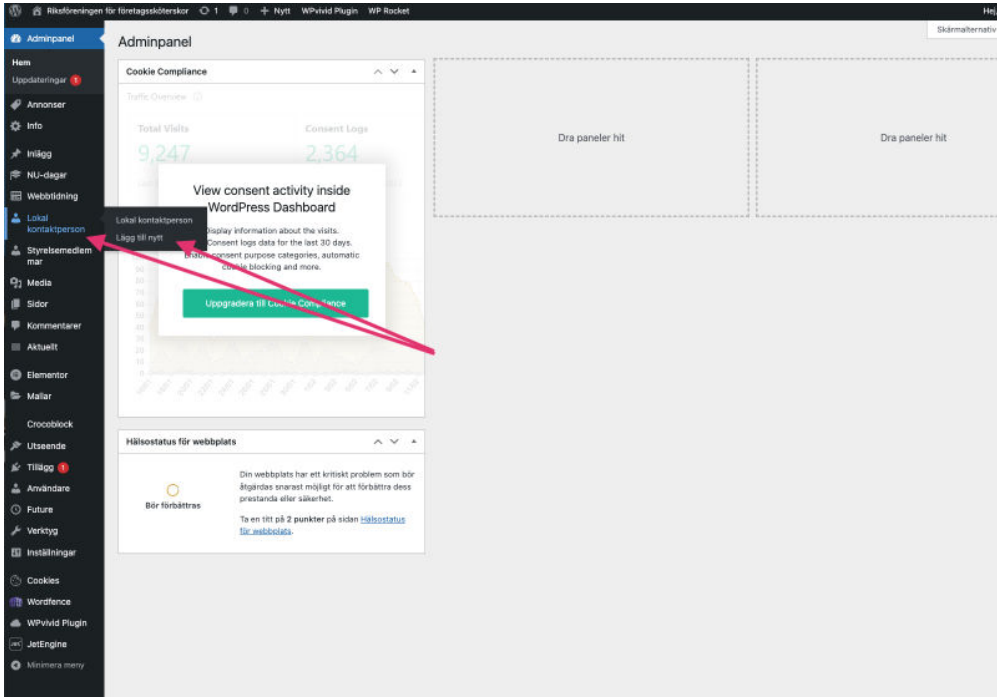 Riksföreningen för företagssköterskor 1 0 + Nytt WPvivid Plugin WP Rocket Hej,
Skärmalternativ
Adminpanel
Hem
Uppdateringar 1
Annonser
Info
Inlägg
NU-dagar
Webbtidning
Lokal
kontaktperson
Styrelsemedlem
mar
Media
Sidor
Kommentarer
Aktuellt
Elementor
Mallar
Crocoblock
Utseende
Tillägg 1
Användare
Future
Verktyg
Inställningar
Cookies
Wordfence
WPvivid Plugin
JetEngine
Minimera meny
Lokal kontaktperson
Lägg till nytt
Adminpanel
Cookie Compliance
Traffic Overview
Total Visits Consent Logs
9,247 2,364
View consent activity inside
WordPress Dashboard
Display information about the visits.
Consent logs data for the last 30 days.
Enable consent purpose categories, automatic
cookie blocking and more.
Uppgradera till Cookie Compliance
Hälsostatus för webbplats
Bör förbättras
Din webbplats har ett kritiskt problem som bör
åtgärdas snarast möjligt för att förbättra dess
prestanda eller säkerhet.
Ta en titt på 2 punkter på sidan Hälsostatus
för webbplats.
Dra paneler hit
Dra paneler hit